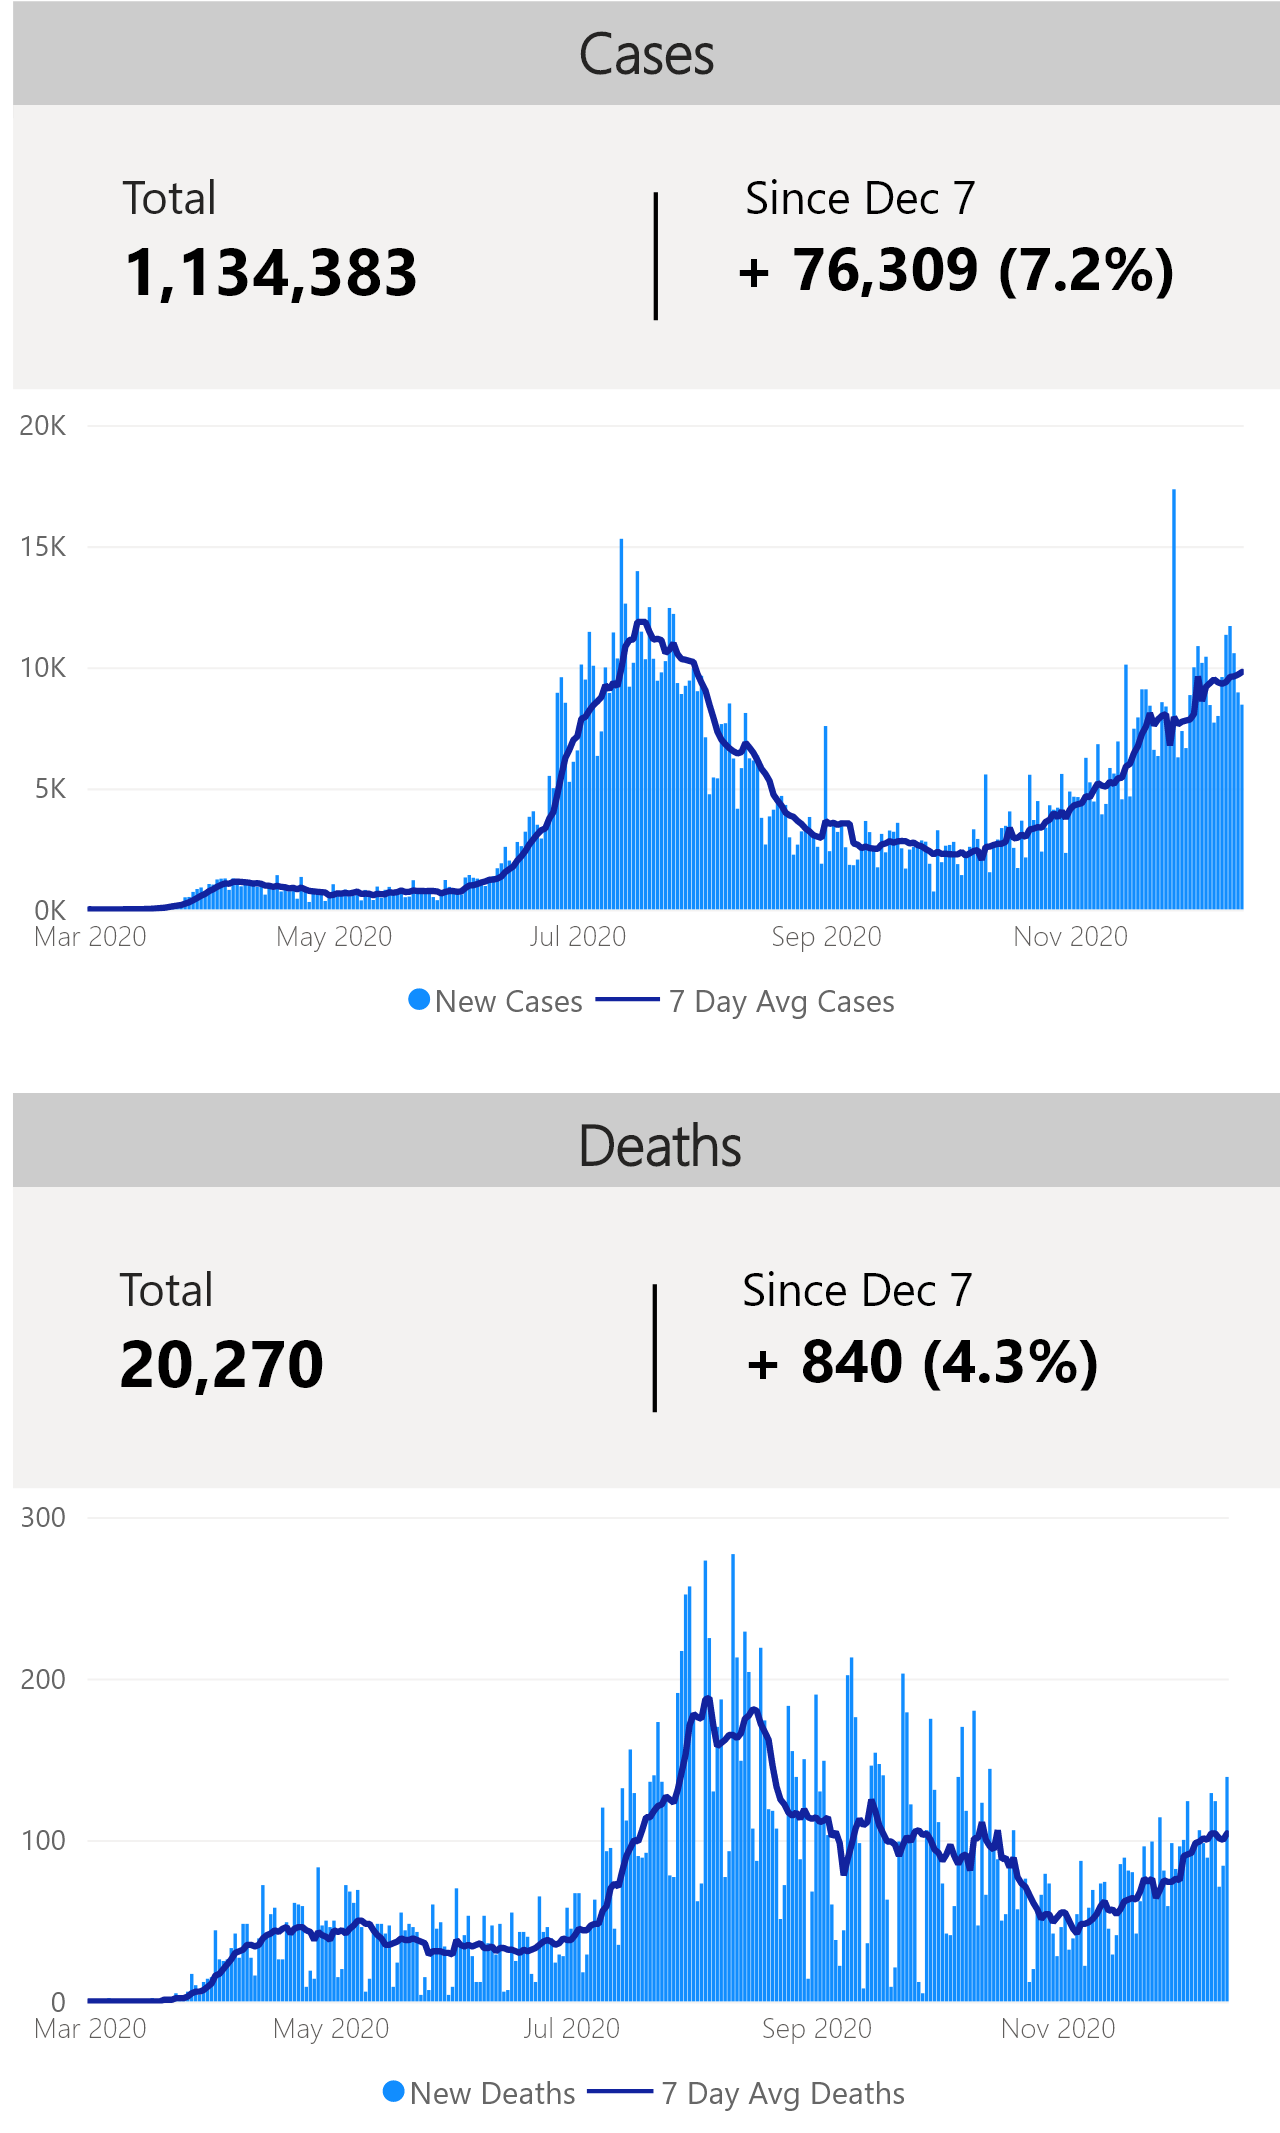 Cases
Total
Since Dec 7
1,134,383
+ 76,309 (7.2%)
20K
15K
10K
5K
0K
Mar 2020 May 2020 Jul 2020 Sep 2020 Nov 2020
New Cases 7 Day Avg Cases
Deaths
Total
Since Dec 7
20,270
+ 840 (4.3%)
300
200
100
0
Mar 2020 May 2020 Jul 2020 Sep 2020 Nov 2020
New Deaths 7 Day Avg Deaths